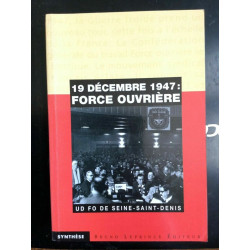 19 DÉCEMBRE 1947 :
FORCE OUVRIÈRE
UD FO DE SEINE-SAINT-DENIS
SYNTHÈSE